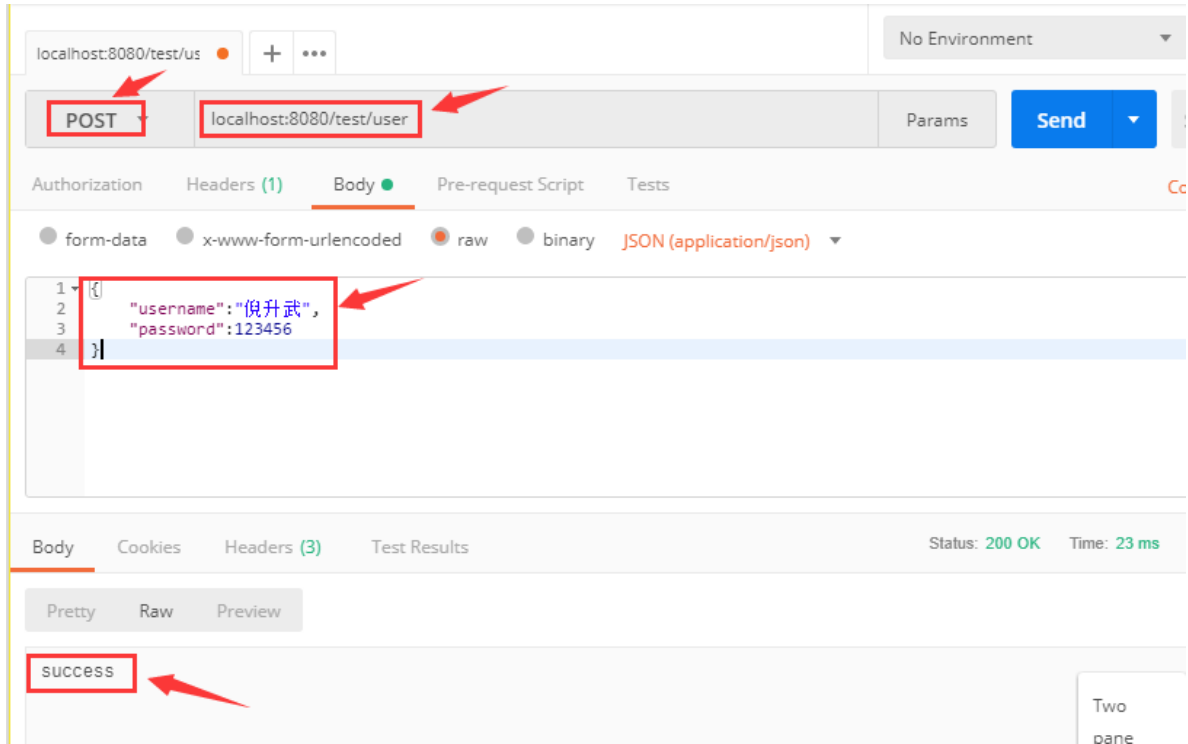 localhost:8080/test/us
No Environment
POST localhost:8080/test/user Params Send
Authorization Headers (1) Body Pre-request Script Tests
form-data x-www-form-urlencoded raw binary JSON (application/json)
1 {
2 "username":"倪升武",
3 "password":123456
4 }
Body Cookies Headers (3) Test Results Status: 200 OK Time: 23 ms
Pretty Raw Preview
success
Two
pane